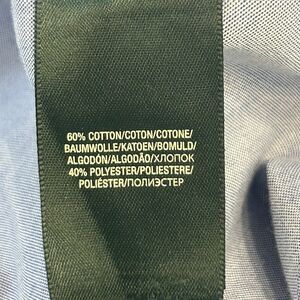 60% COTTON/COTON/COTONE/
BAUMWOLLE/KATOEN/BOMULD/
ALGODÓN/ALGODÃO/ХЛОПОК
40% POLYESTER/POLIESTERE/
POLIÉSTER/ПОЛИЭСТЕР